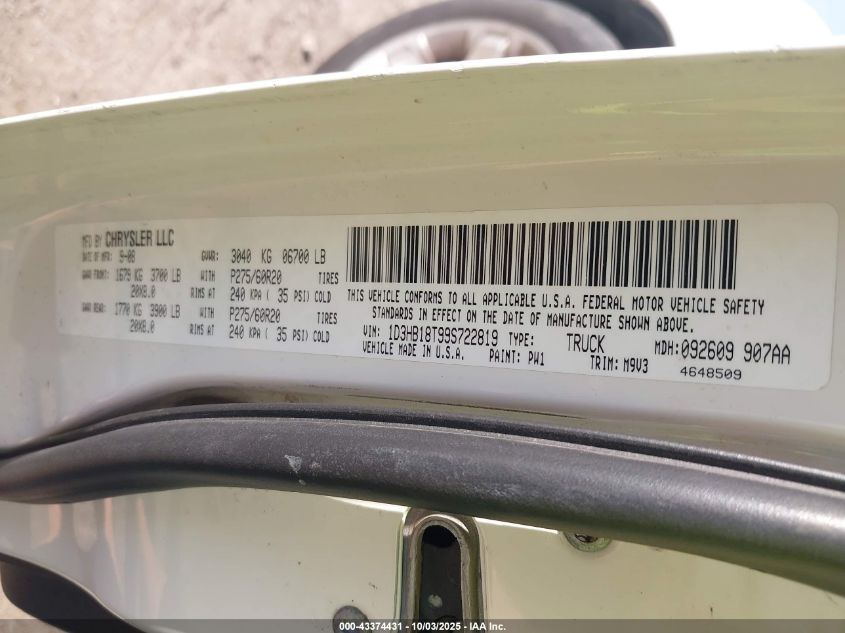 MFD BY CHRYSLER LLC
DATE OF MFR. 9-08 GVWR: 3040 KG 06700 LB
GAWR FRONT: 1679 KG 3700 LB WITH P275/60R20 TIRES
20X8.0 RIMS AT 240 KPA ( 35 PSI) COLD
GAWR REAR: 1770 KG 3900 LB WITH P275/60R20 TIRES
20X8.0 RIMS AT 240 KPA ( 35 PSI) COLD
THIS VEHICLE CONFORMS TO ALL APPLICABLE U.S.A. FEDERAL MOTOR VEHICLE SAFETY
STANDARDS IN EFFECT ON THE DATE OF MANUFACTURE SHOWN ABOVE.
VIN: 1D3HB18T99S722819 TYPE: TRUCK MDH:092609 907AA
VEHICLE MADE IN U.S.A. PAINT: PW1 TRIM: M9V3 4648509
000-43374431 - 10/03/2025 - IAA Inc.